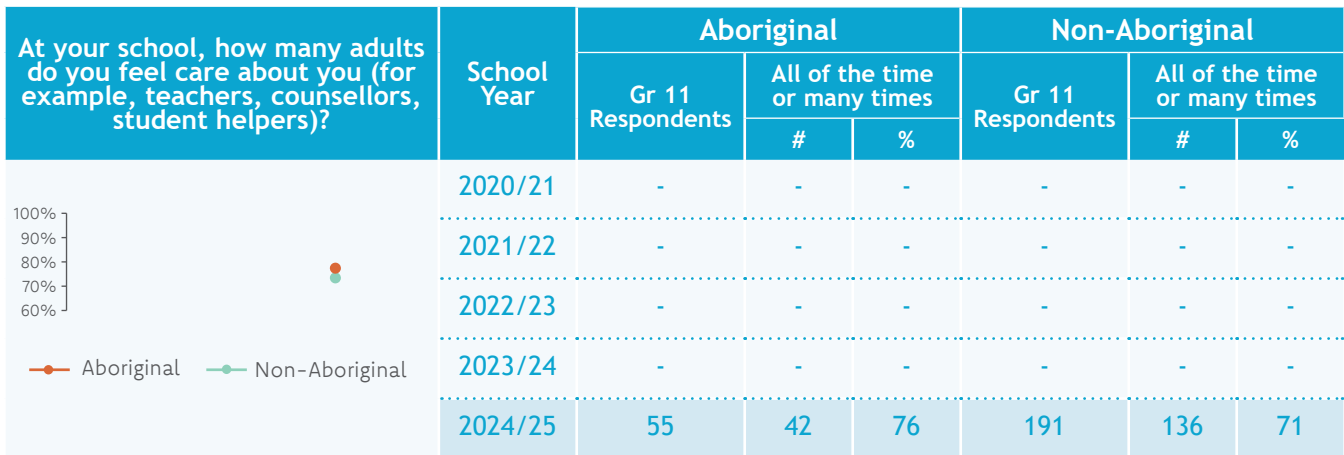 At your school, how many adults
do you feel care about you (for
example, teachers, counsellors,
student helpers)?
School
Year
Aboriginal
Non-Aboriginal
Gr 11
Respondents
All of the time
or many times
Gr 11
Respondents
All of the time
or many times
# % # %
100%
90%
80%
70%
60%
Aboriginal Non-Aboriginal
2020/21 - - - - - -
2021/22 - - - - - -
2022/23 - - - - - -
2023/24 - - - - - -
2024/25 55 42 76 191 136 71